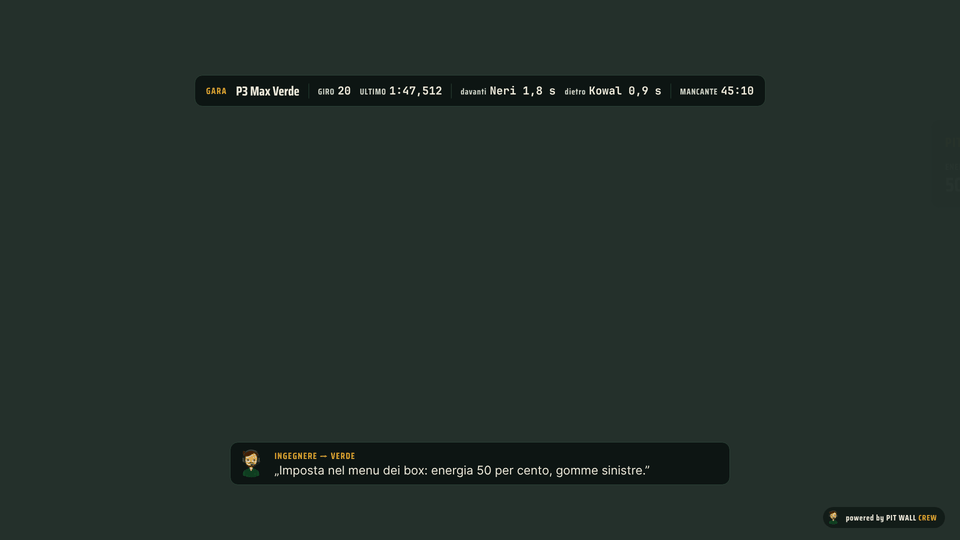 GARA P3 Max Verde GIRO 20 ULTIMO 1:47,512 davanti Neri 1,8 s dietro Kowal 0,9 s MANCANTE 45:10
INGEGNERE — VERDE
„Imposta nel menu dei box: energia 50 per cento, gomme sinistre.”
powered by PIT WALL CREW